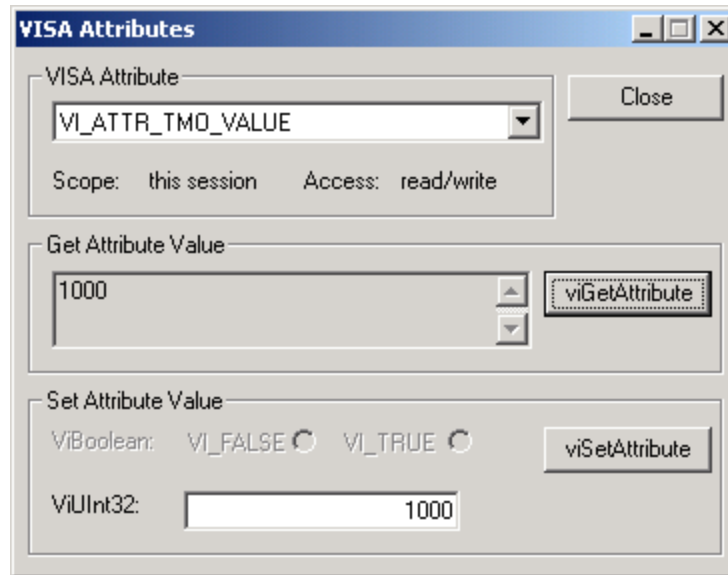 VISA Attributes
VISA Attribute
Close
VI_ATTR_TMO_VALUE
Scope: this session Access: read/write
Get Attribute Value
1000
viGetAttribute
Set Attribute Value
ViBoolean: VI_FALSE VI_TRUE
viSetAttribute
ViUInt32: 1000